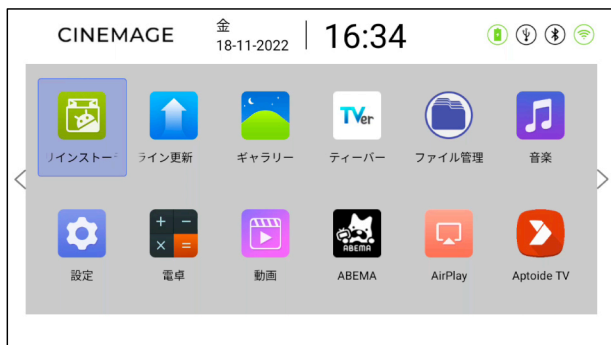 CINEMAGE
金
18-11-2022
16:34
TVer
リインストー
ライン更新
ギャラリー
ティーバー
ファイル管理
音楽
ABEMA
設定
電卓
動画
ABEMA
AirPlay
Aptoide TV